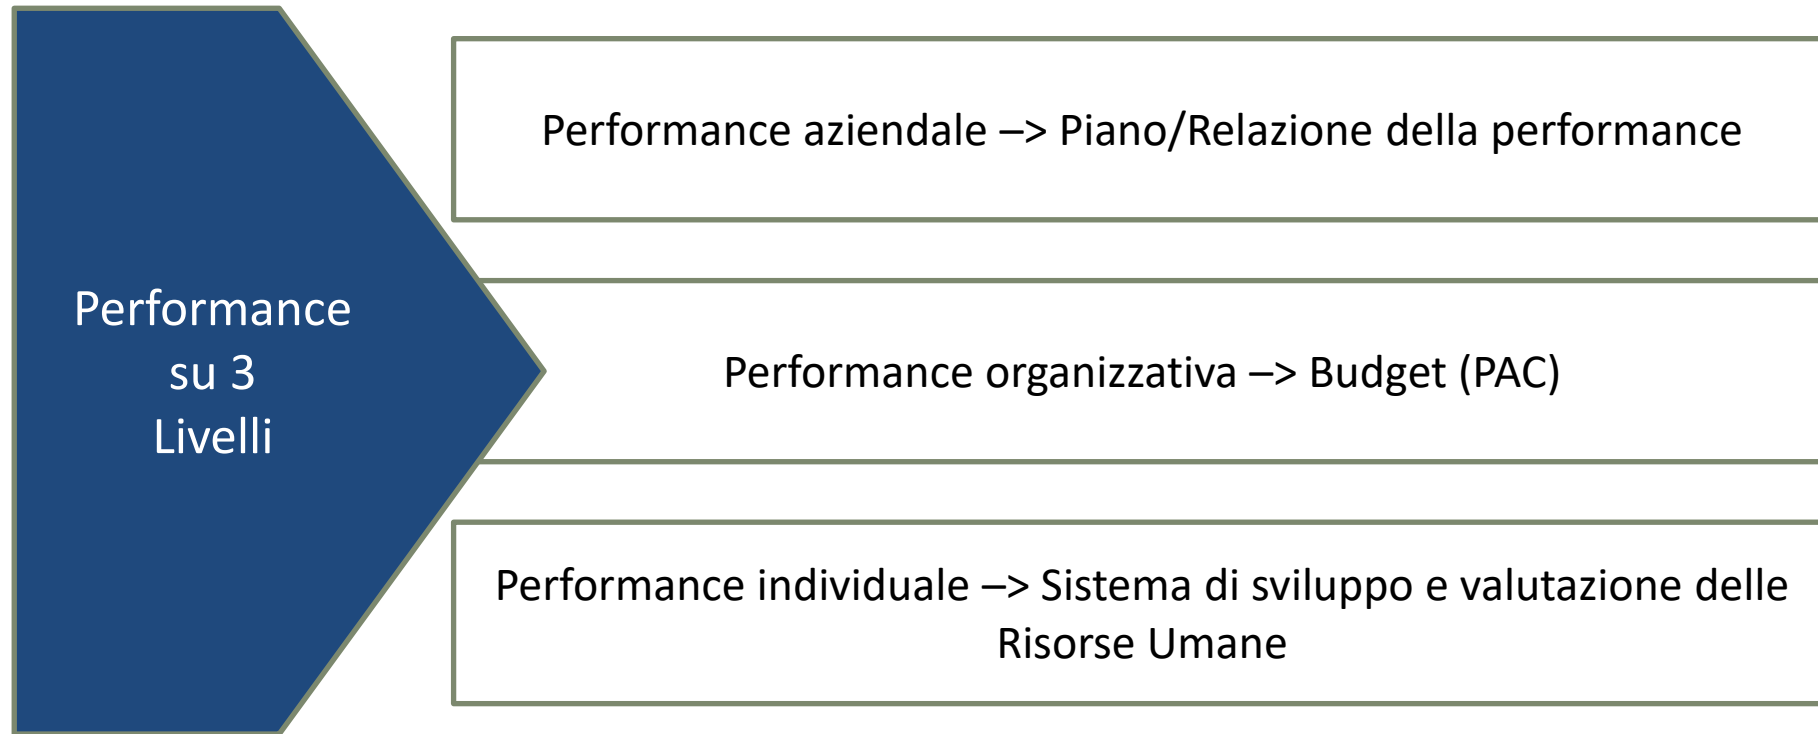 Performance
su 3
Livelli
Performance aziendale –> Piano/Relazione della performance
Performance organizzativa –> Budget (PAC)
Performance individuale –> Sistema di sviluppo e valutazione delle
Risorse Umane